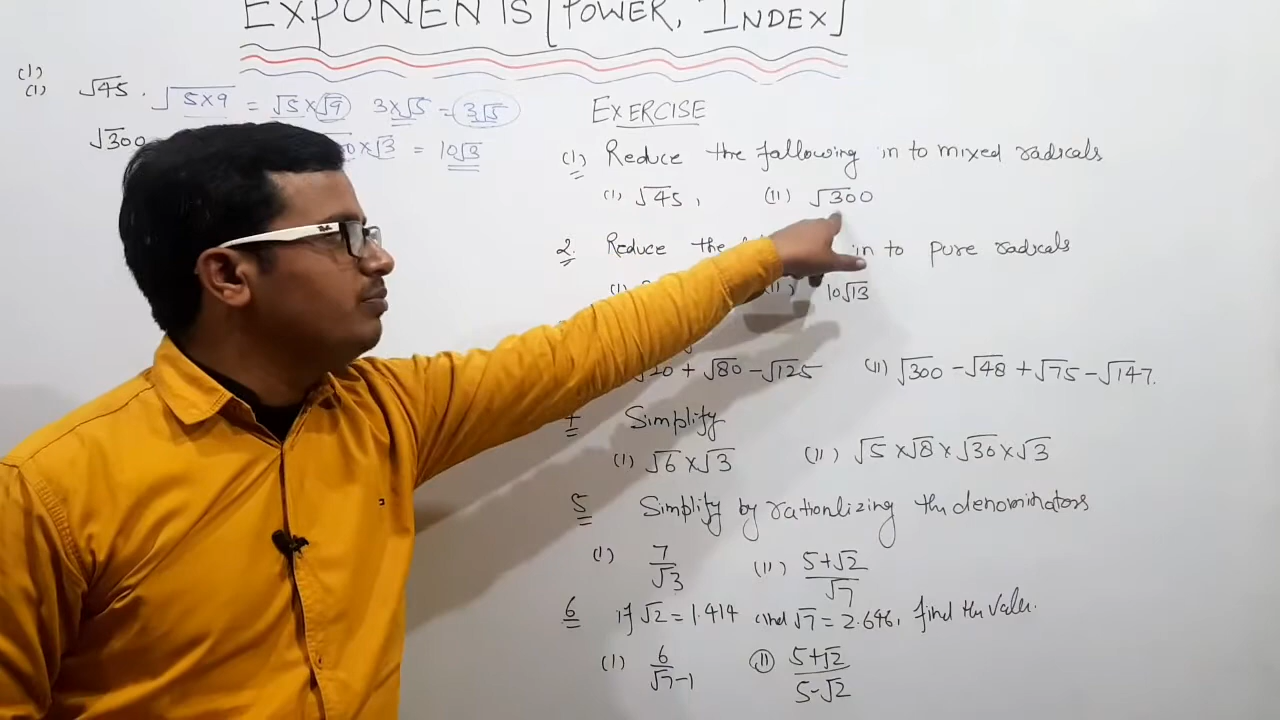 EXPONENTS [POWER, INDEX]
(1)
(1) √45 . √5×9 = √5×√9 3×√5 = 3√5
√300 ×√3 = 10√3
EXERCISE
(1) Reduce the fallowing in to mixed radicals
(1) √45, (11) √300
2. Reduce the in to pure radicals
(1) (11) 10√13
√20 + √80 - √125 (11) √300 - √48 + √75 - √147.
Simplify
(1) √6 × √3 (11) √5 × √8 × √30 × √3
5 Simplify by rationlizing the denominators
(1) 7/√3 (11) 5+√2/√7
6 if √2 = 1.414 and √7 = 2.646, find the
(1) 6/√7-1 (11) 5+√2/5-√2
Ray-Ban